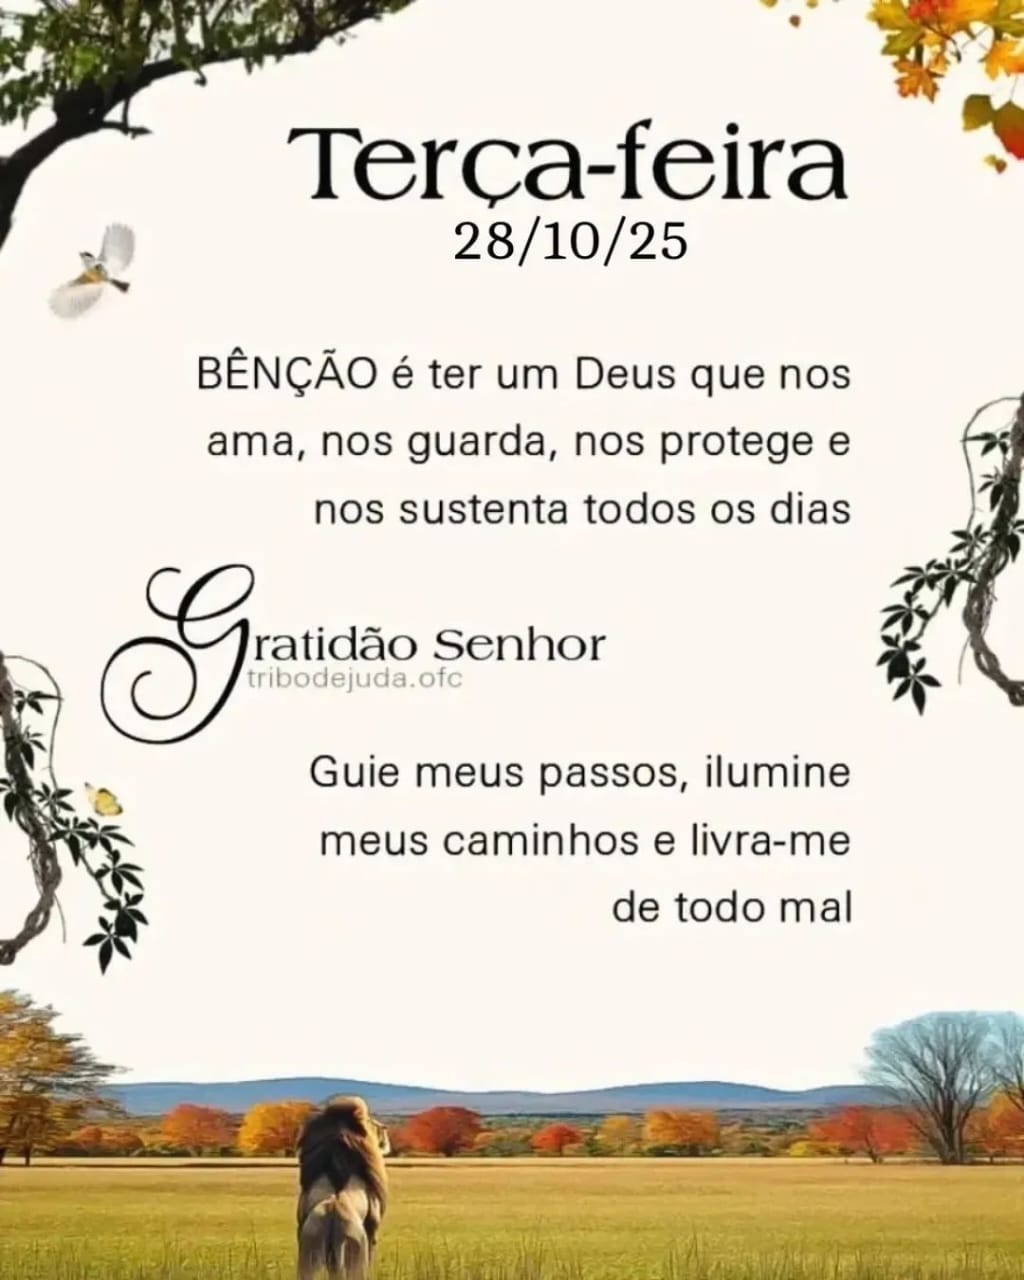 Terça-feira
28/10/25
BÊNÇÃO é ter um Deus que nos
ama, nos guarda, nos protege e
nos sustenta todos os dias
Gratidão Senhor
tribodejuda.ofc
Guie meus passos, ilumine
meus caminhos e livra-me
de todo mal